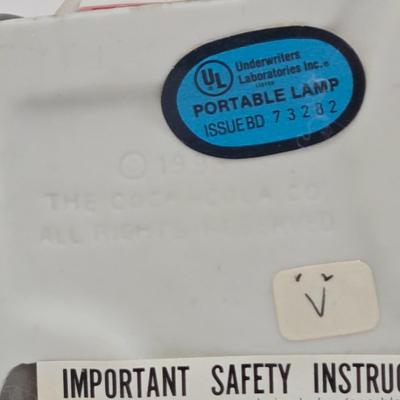 UL
Underwriters
Laboratories Inc.®
LISTED
PORTABLE LAMP
ISSUE BD 73282
THE COCA-COLA CO
ALL RIGHTS RESERVED
V
IMPORTANT SAFETY INSTRUC